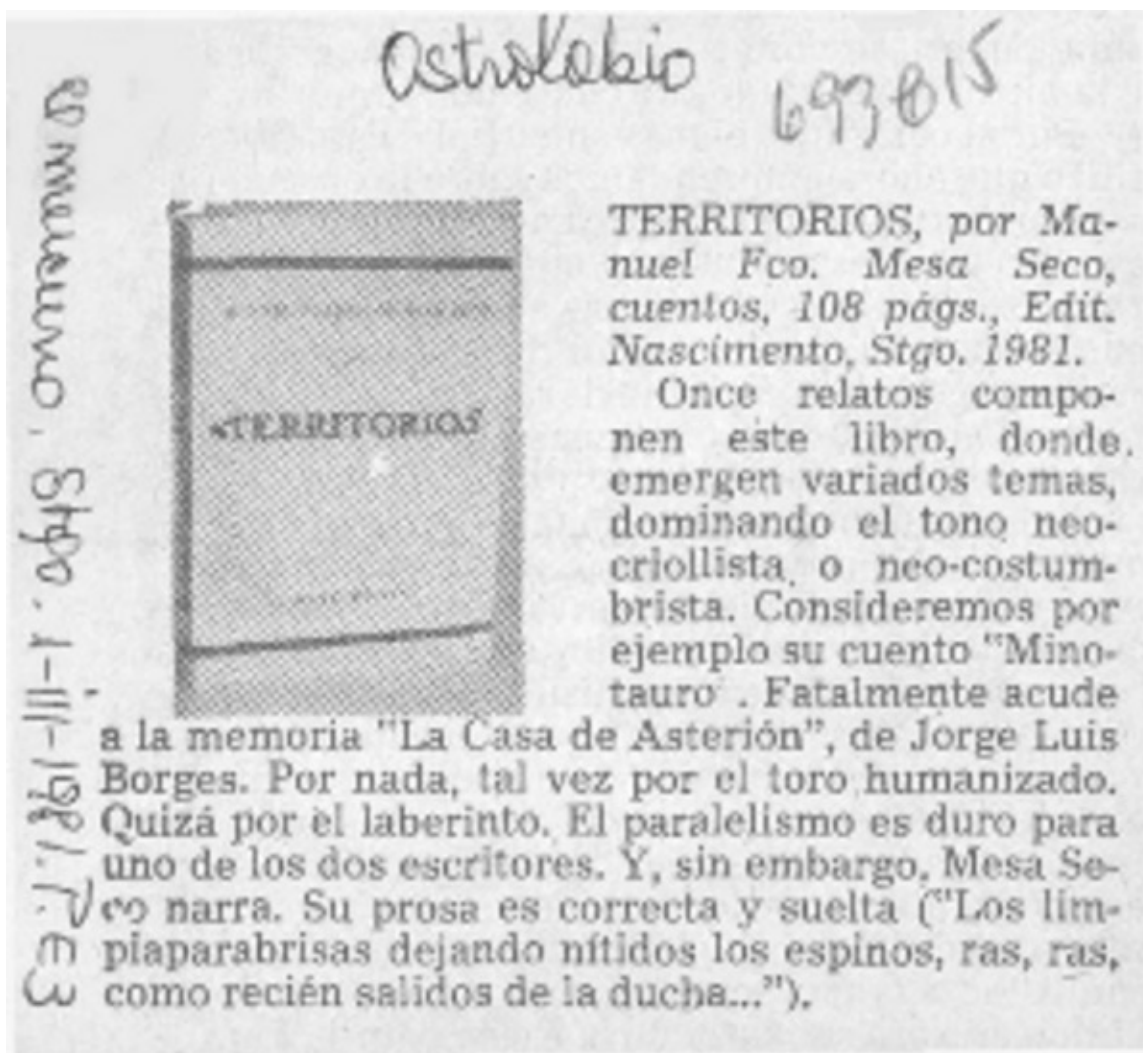 Astrolabio
693815
Stgo. 1-III-1981. P. E3
TERRITORIOS
TERRITORIOS, por Ma-
nuel Fco. Mesa Seco,
cuentos, 108 págs., Edit.
Nascimento, Stgo. 1981.
Once relatos compo-
nen este libro, donde
emergen variados temas,
dominando el tono neo-
criollista o neo-costum-
brista. Consideremos por
ejemplo su cuento "Mino-
tauro". Fatalmente acude
a la memoria "La Casa de Asterión", de Jorge Luis
Borges. Por nada, tal vez por el toro humanizado.
Quizá por el laberinto. El paralelismo es duro para
uno de los dos escritores. Y, sin embargo, Mesa Se-
co narra. Su prosa es correcta y suelta ("Los lim-
piaparabrisas dejando nítidos los espinos, ras, ras,
como recién salidos de la ducha...").